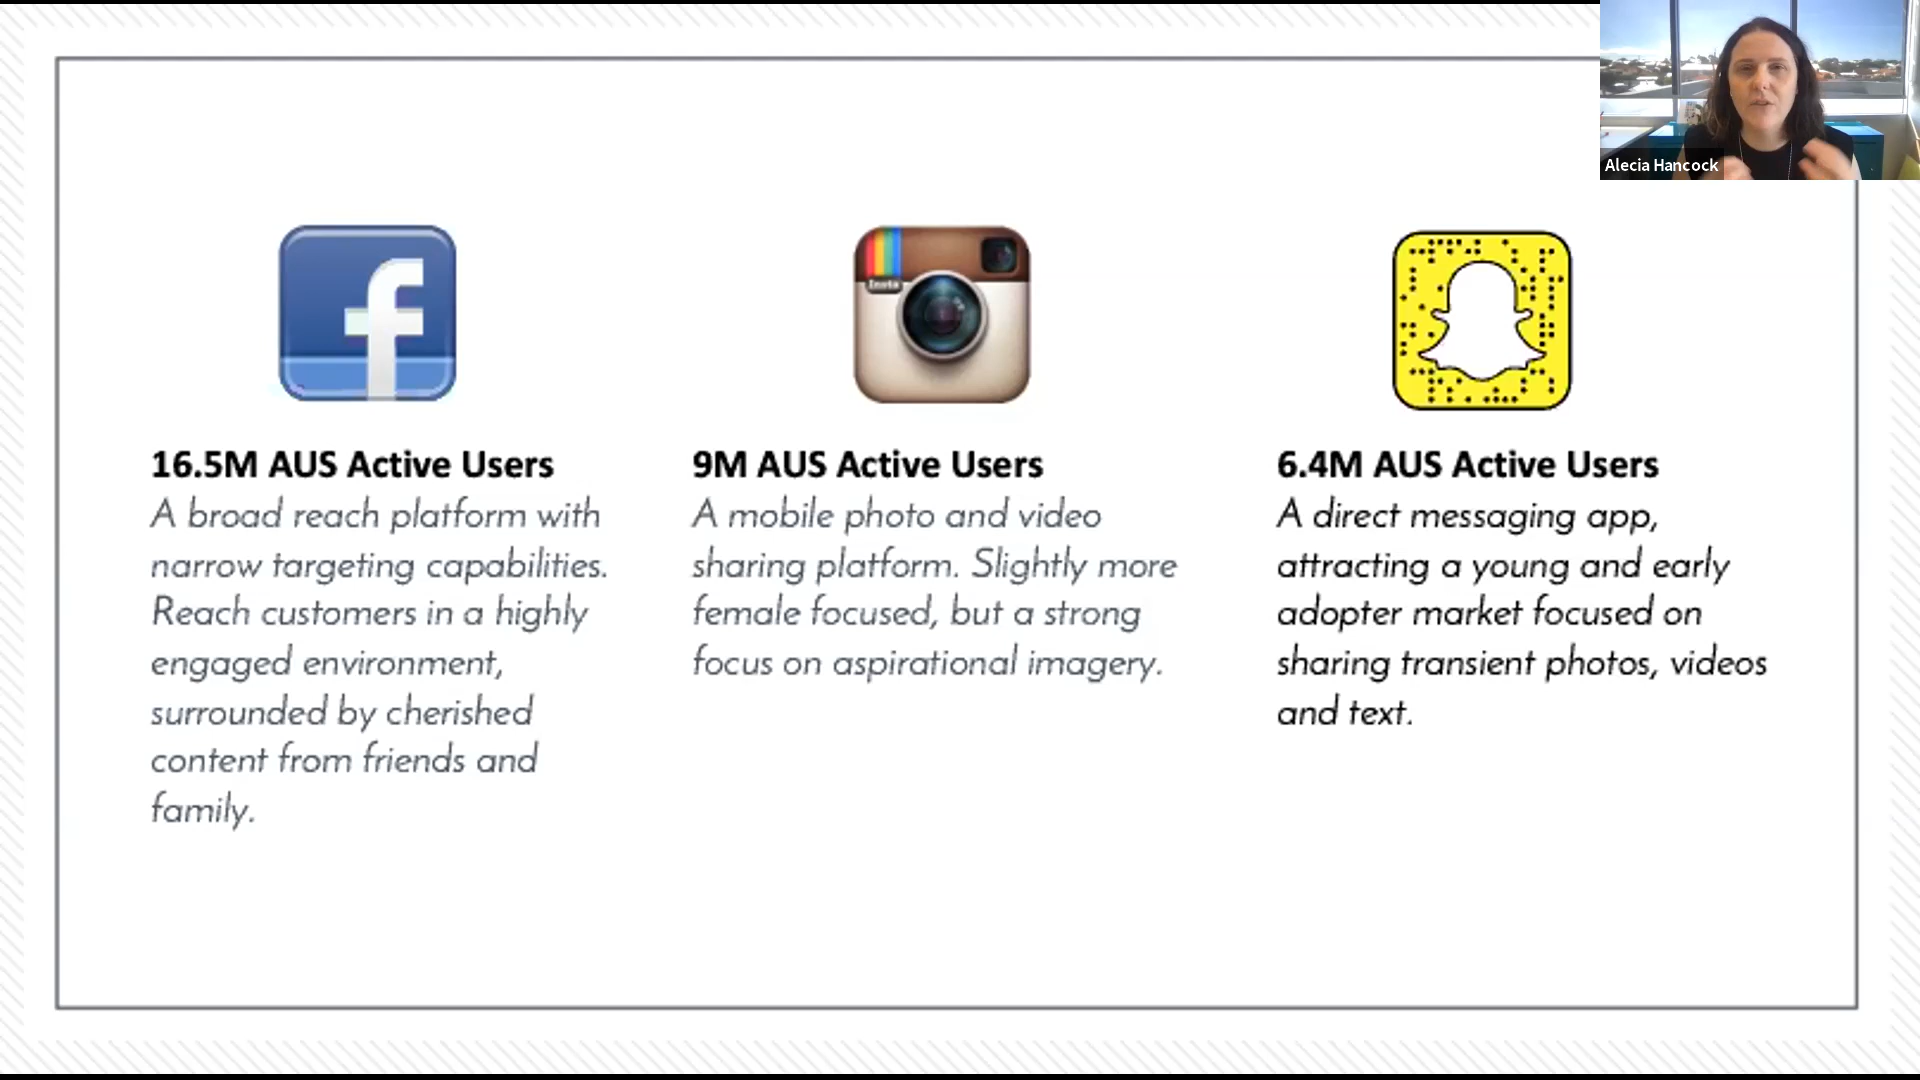 Alecia Hancock
Insta
16.5M AUS Active Users
A broad reach platform with
narrow targeting capabilities.
Reach customers in a highly
engaged environment,
surrounded by cherished
content from friends and
family.
9M AUS Active Users
A mobile photo and video
sharing platform. Slightly more
female focused, but a strong
focus on aspirational imagery.
6.4M AUS Active Users
A direct messaging app,
attracting a young and early
adopter market focused on
sharing transient photos, videos
and text.